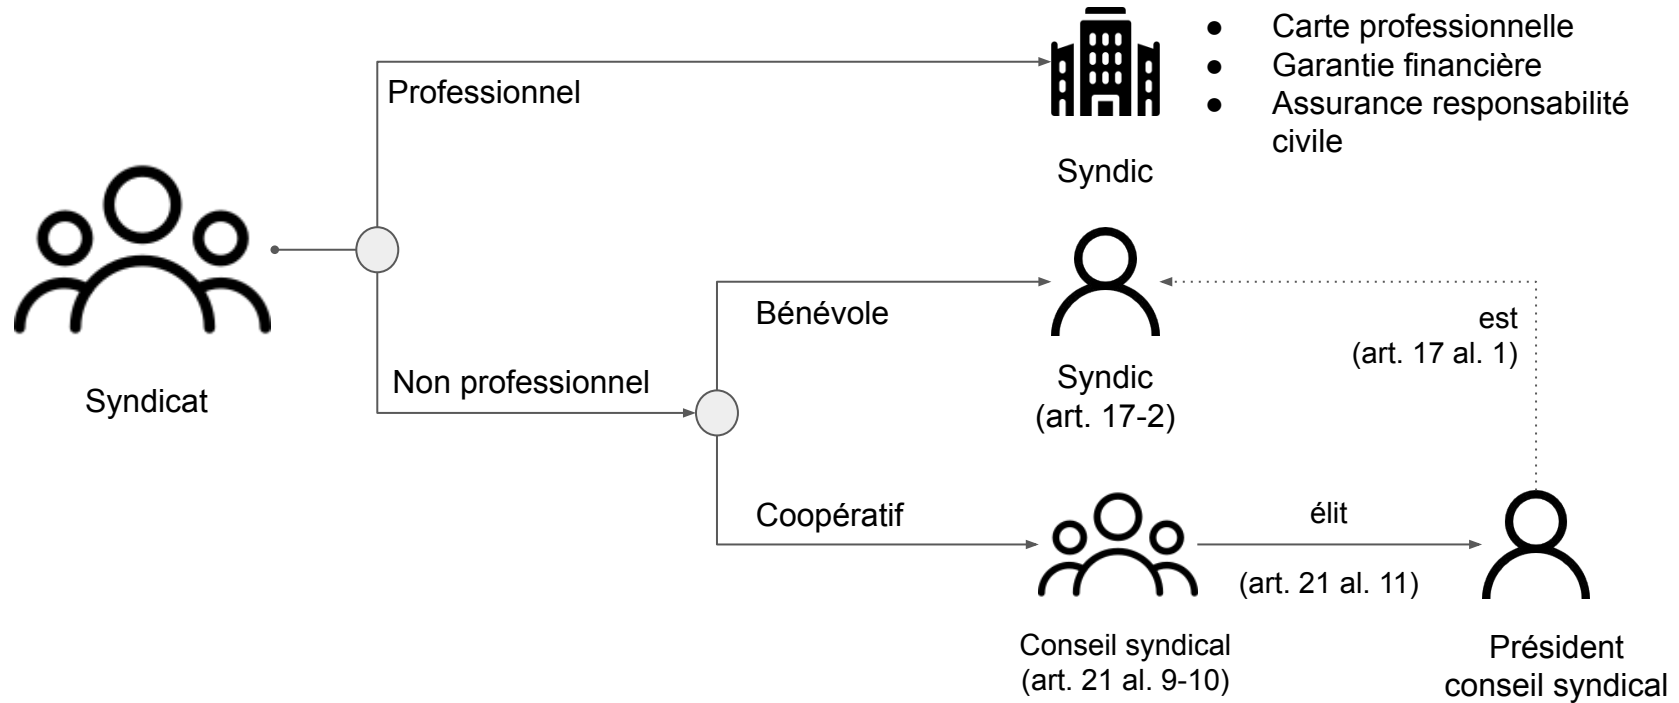 Carte professionnelle
Garantie financière
Assurance responsabilité
civile
Professionnel
Syndic
Syndicat
Non professionnel
Bénévole
Syndic
(art. 17-2)
est
(art. 17 al. 1)
Coopératif
Conseil syndical
(art. 21 al. 9-10)
élit
(art. 21 al. 11)
Président
conseil syndical